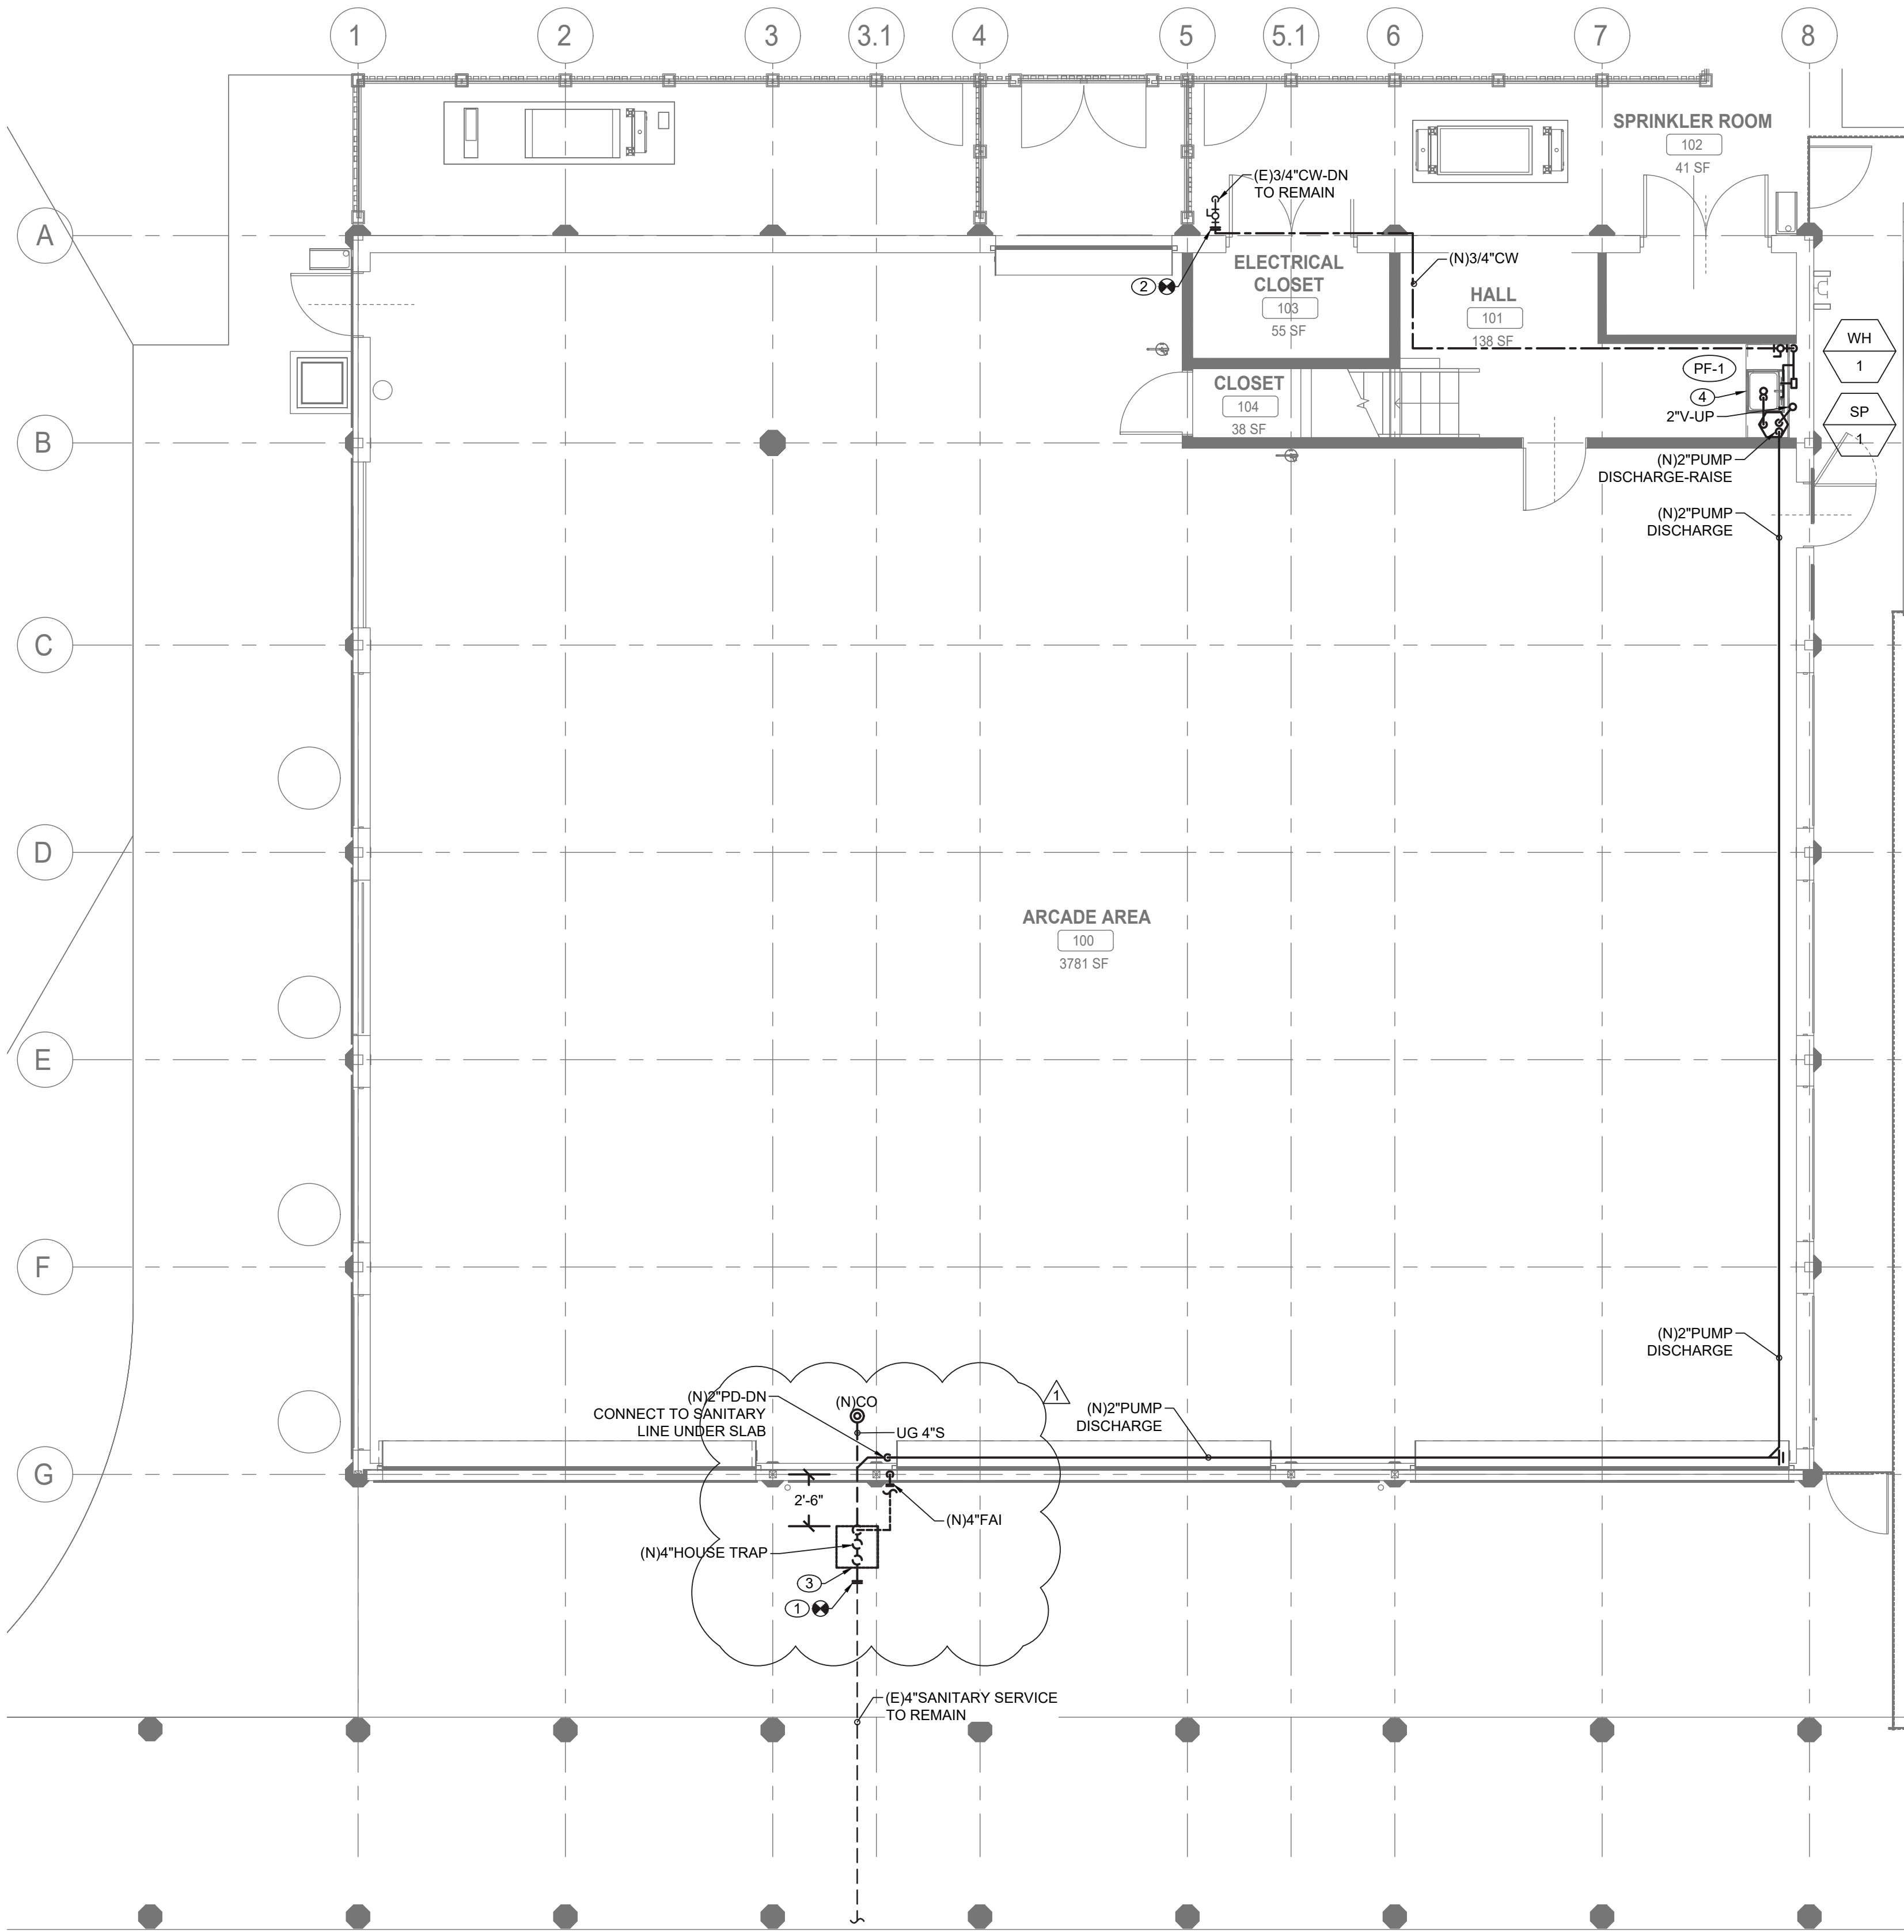 1
2
3
3.1
4
5
5.1
6
7
8
A
B
C
D
E
F
G
SPRINKLER ROOM
102
41 SF
(E)3/4"CW-DN
TO REMAIN
2
ELECTRICAL
CLOSET
103
55 SF
(N)3/4"CW
HALL
101
138 SF
WH
1
PF-1
4
2"V-UP
SP
1
CLOSET
104
38 SF
(N)2"PUMP
DISCHARGE-RAISE
(N)2"PUMP
DISCHARGE
ARCADE AREA
100
3781 SF
(N)2"PUMP
DISCHARGE
(N)2"PD-DN
CONNECT TO SANITARY
LINE UNDER SLAB
(N)CO
UG 4"S
1
(N)2"PUMP
DISCHARGE
2'-6"
(N)4"FAI
(N)4"HOUSE TRAP
3
1
(E)4"SANITARY SERVICE
TO REMAIN